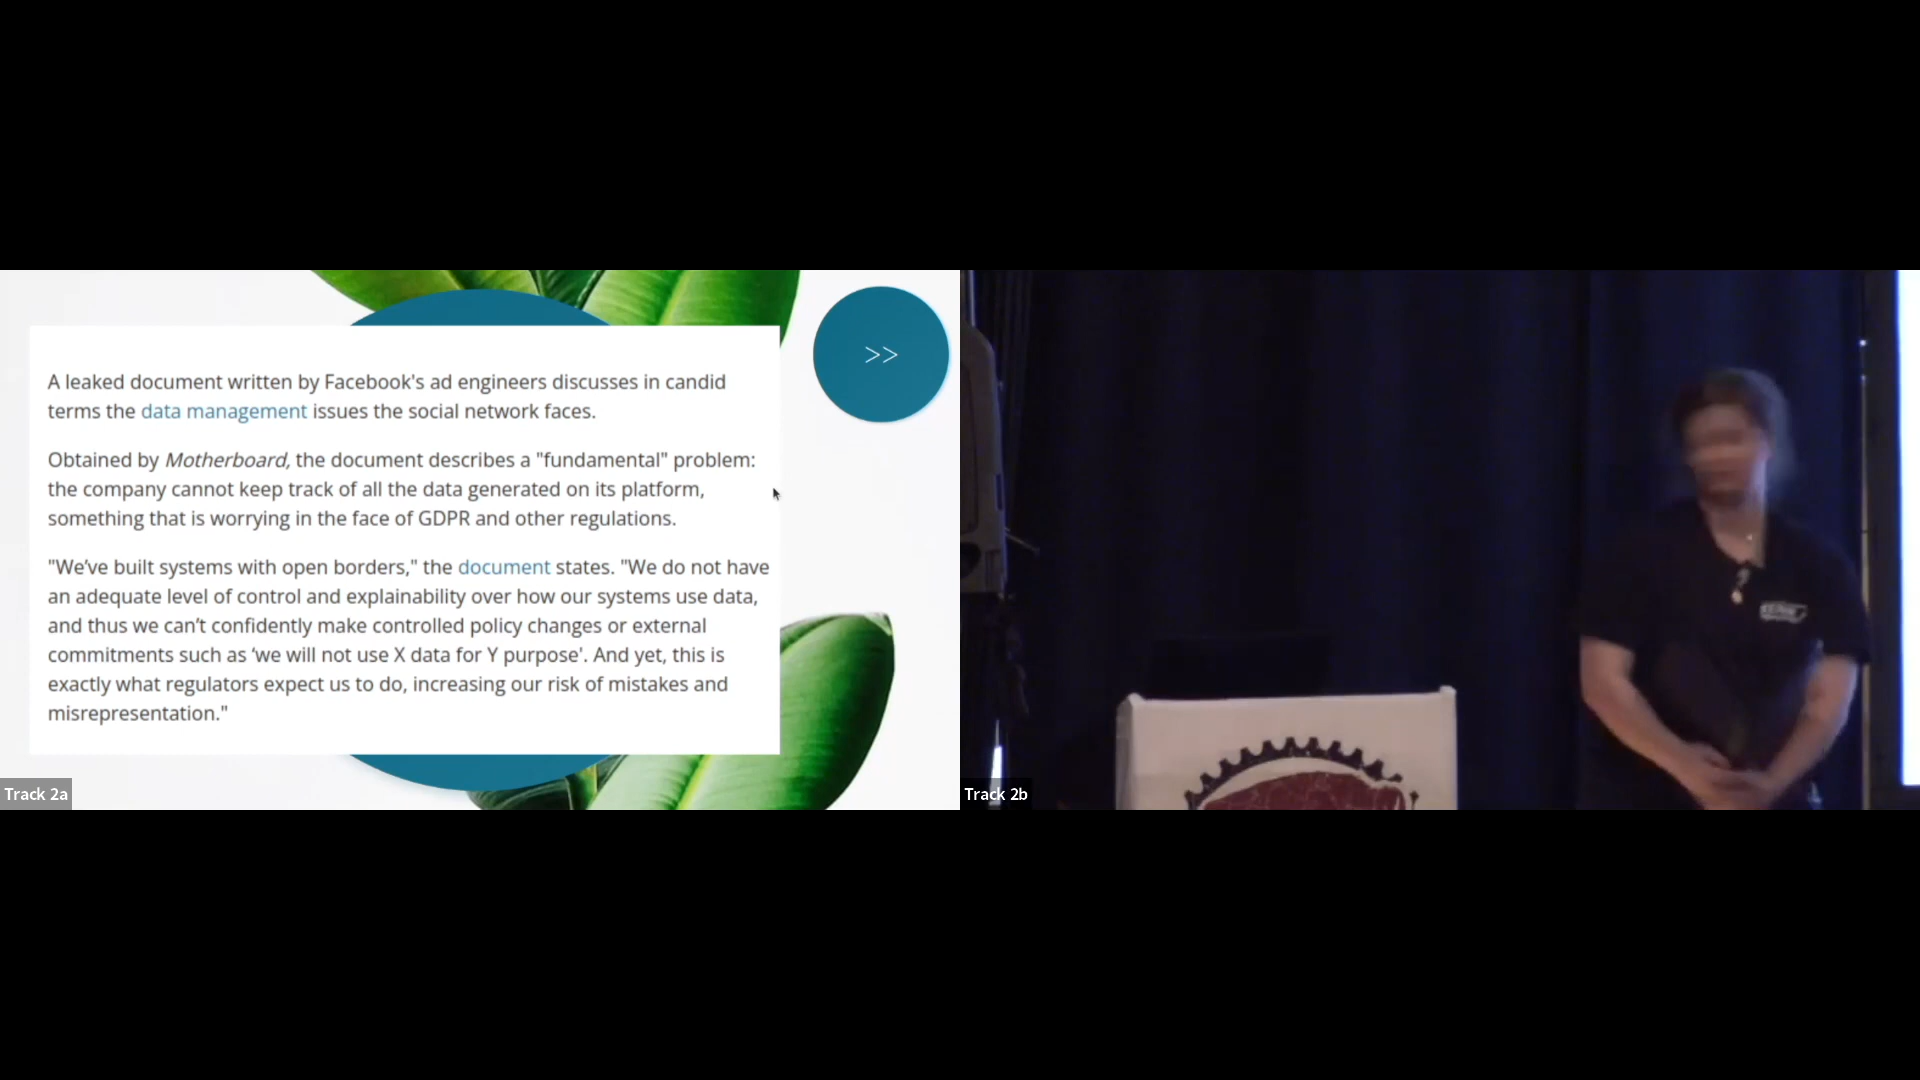 >>
A leaked document written by Facebook's ad engineers discusses in candid
terms the data management issues the social network faces.
Obtained by Motherboard, the document describes a "fundamental" problem:
the company cannot keep track of all the data generated on its platform,
something that is worrying in the face of GDPR and other regulations.
"We’ve built systems with open borders," the document states. "We do not have
an adequate level of control and explainability over how our systems use data,
and thus we can’t confidently make controlled policy changes or external
commitments such as ‘we will not use X data for Y purpose'. And yet, this is
exactly what regulators expect us to do, increasing our risk of mistakes and
misrepresentation."
Track 2a
Track 2b